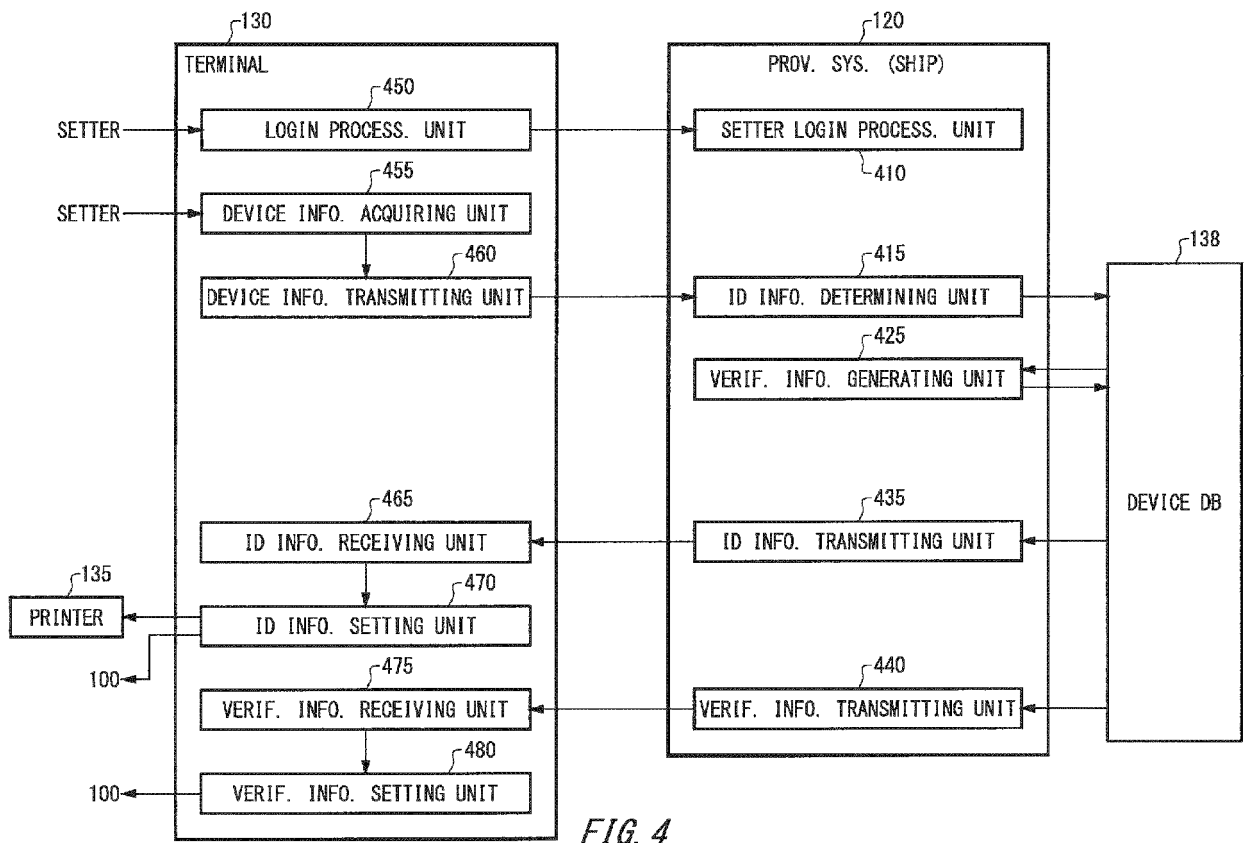 130
120
TERMINAL
PROV. SYS. (SHIP)
450
SETTER
LOGIN PROCESS. UNIT
SETTER LOGIN PROCESS. UNIT
455
410
SETTER
DEVICE INFO. ACQUIRING UNIT
460
415
138
DEVICE INFO. TRANSMITTING UNIT
ID INFO. DETERMINING UNIT
425
VERIF. INFO. GENERATING UNIT
DEVICE DB
465
435
ID INFO. RECEIVING UNIT
ID INFO. TRANSMITTING UNIT
135
470
PRINTER
ID INFO. SETTING UNIT
100
475
440
VERIF. INFO. RECEIVING UNIT
VERIF. INFO. TRANSMITTING UNIT
480
100
VERIF. INFO. SETTING UNIT
FIG. 4